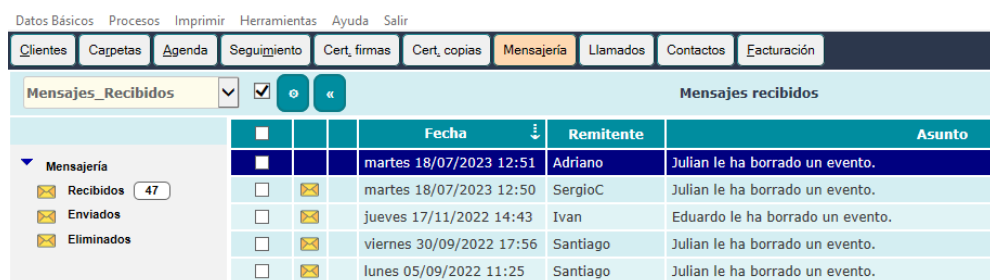 Datos Básicos Procesos Imprimir Herramientas Ayuda Salir
Clientes Carpetas Agenda Seguimiento Cert. firmas Cert. copias Mensajería Llamados Contactos Facturación
Mensajes_Recibidos Mensajes recibidos
Fecha Remitente Asunto
Mensajería
Recibidos 47
Enviados
Eliminados
martes 18/07/2023 12:51 Adriano Julian le ha borrado un evento.
martes 18/07/2023 12:50 SergioC Julian le ha borrado un evento.
jueves 17/11/2022 14:43 Ivan Eduardo le ha borrado un evento.
viernes 30/09/2022 17:56 Santiago Julian le ha borrado un evento.
lunes 05/09/2022 11:25 Santiago Julian le ha borrado un evento.